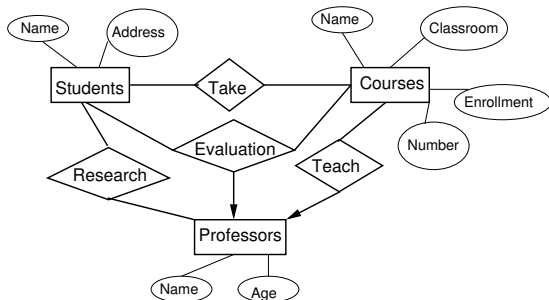 Name
Address
Name
Classroom
Students
Take
Courses
Enrollment
Evaluation
Number
Research
Teach
Professors
Name
Age